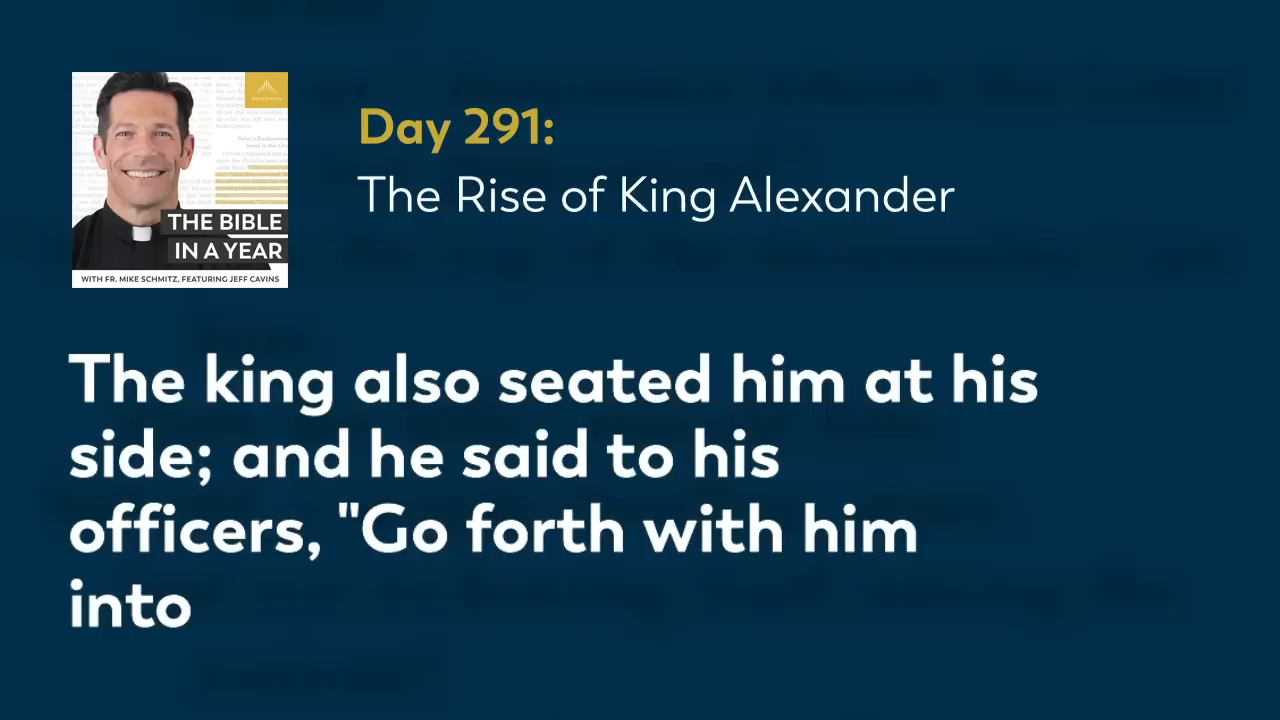 Day 291:
The Rise of King Alexander
THE BIBLE
IN A YEAR
WITH FR. MIKE SCHMITZ, FEATURING JEFF CAVINS
The king also seated him at his
side; and he said to his
officers, "Go forth with him
into